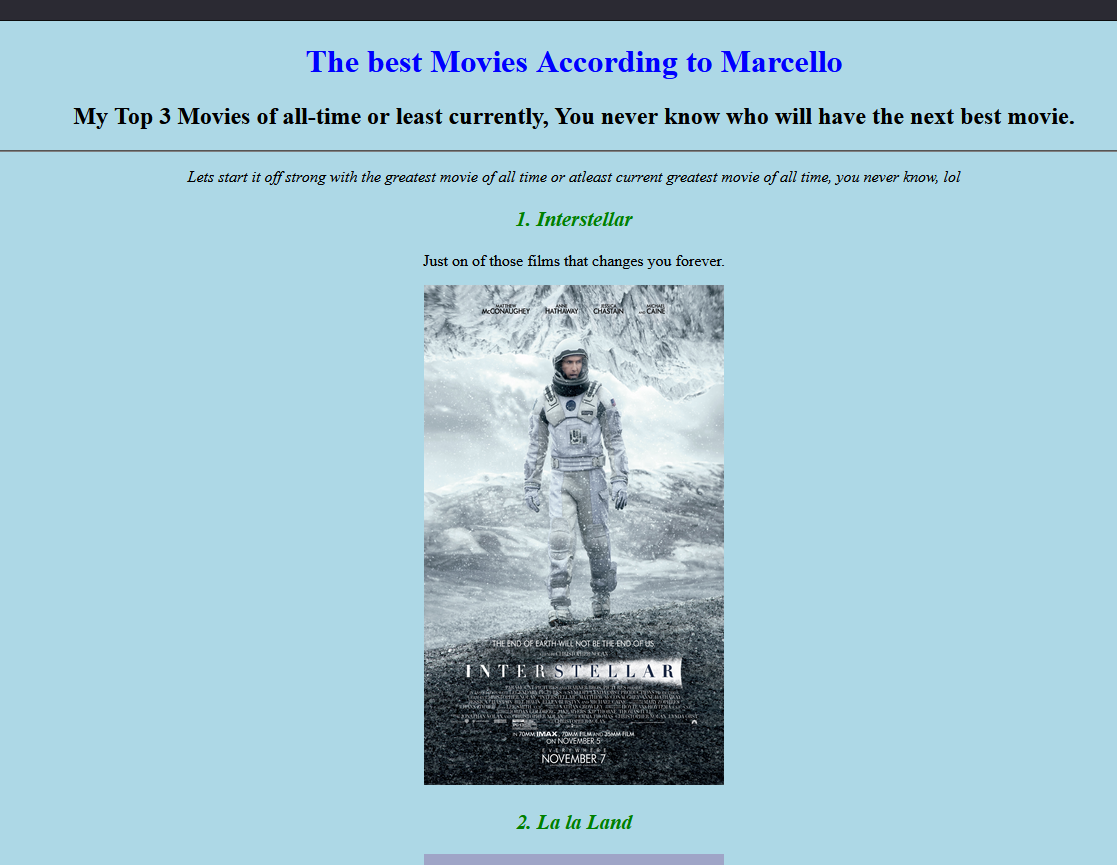 The best Movies According to Marcello
My Top 3 Movies of all-time or least currently, You never know who will have the next best movie.
Lets start it off strong with the greatest movie of all time or atleast current greatest movie of all time, you never know, lol
1. Interstellar
Just on of those films that changes you forever.
MATTHEW McCONAUGHEY ANNE HATHAWAY JESSICA CHASTAIN AND MICHAEL CAINE
THE END OF EARTH WILL NOT BE THE END OF US
INTERSTELLAR
IN 70MM IMAX, 70MM FILM AND 35MM FILM
ON NOVEMBER 5
EVERYWHERE
NOVEMBER 7
2. La la Land